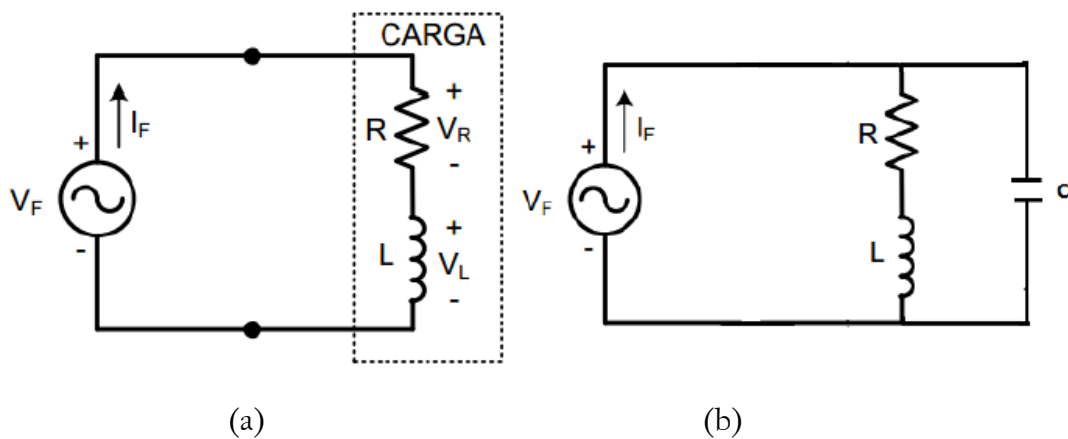 CARGA
+
I_F
R
V_R
-
+
V_F
-
+
L
V_L
-
(a)
I_F
+
R
V_F
-
L
c
(b)